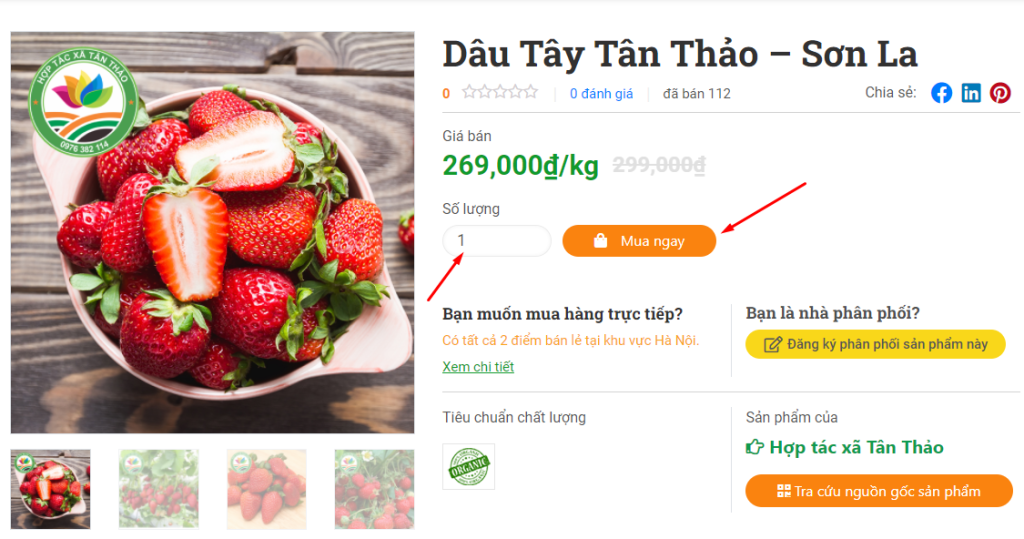 HỢP TÁC XÃ TÂN THẢO
0976 382 114
Dâu Tây Tân Thảo – Sơn La
0 0 đánh giá đã bán 112 Chia sẻ:
Giá bán
269,000₫/kg 299,000₫
Số lượng
1 Mua ngay
Bạn muốn mua hàng trực tiếp?
Có tất cả 2 điểm bán lẻ tại khu vực Hà Nội.
Xem chi tiết
Bạn là nhà phân phối?
Đăng ký phân phối sản phẩm này
Tiêu chuẩn chất lượng
ORGANIC
Sản phẩm của
Hợp tác xã Tân Thảo
Tra cứu nguồn gốc sản phẩm